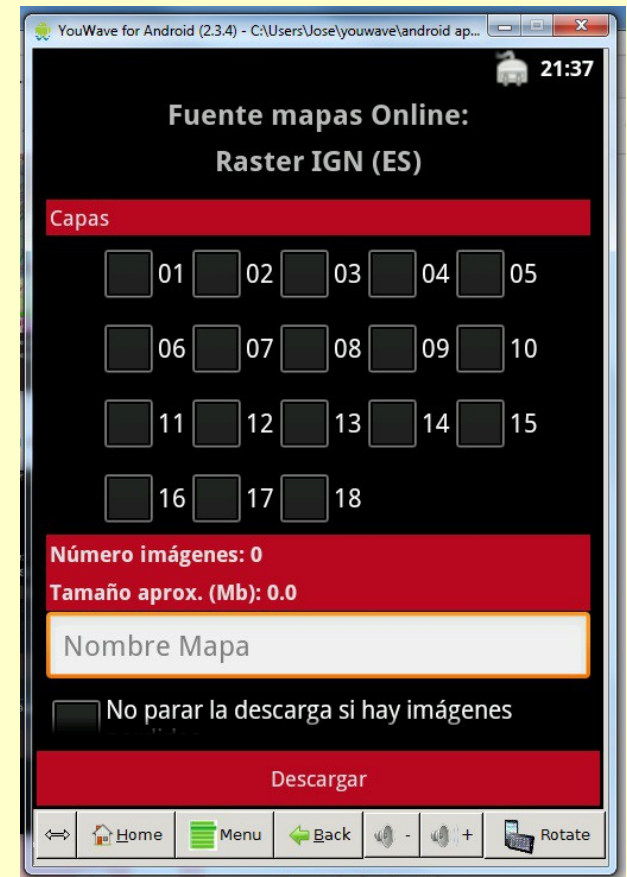 YouWave for Android (2.3.4) - C:\Users\Jose\youwave\android ap...
21:37
Fuente mapas Online:
Raster IGN (ES)
Capas
01 02 03 04 05
06 07 08 09 10
11 12 13 14 15
16 17 18
Número imágenes: 0
Tamaño aprox. (Mb): 0.0
Nombre Mapa
No parar la descarga si hay imágenes
Descargar
Home Menu Back - + Rotate